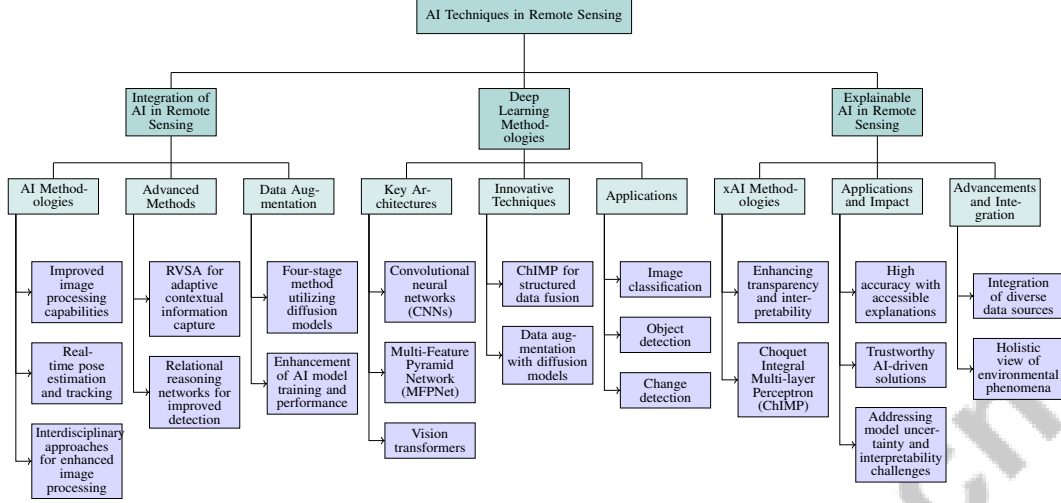 AI Techniques in Remote Sensing
Integration of
AI in Remote
Sensing
Deep
Learning
Method-
ologies
Explainable
AI in Remote
Sensing
AI Method-
ologies
Advanced
Methods
Data Aug-
mentation
Key Ar-
chitectures
Innovative
Techniques
Applications
xAI Method-
ologies
Applications
and Impact
Advancements
and Inte-
gration
Improved
image
processing
capabilities
Real-
time pose
estimation
and tracking
Interdisciplinary
approaches
for enhanced
image
processing
RVSA for
adaptive
contextual
information
capture
Relational
reasoning
networks for
improved
detection
Four-stage
method
utilizing
diffusion
models
Enhancement
of AI model
training and
performance
Convolutional
neural
networks
(CNNs)
Multi-Feature
Pyramid
Network
(MFPNet)
Vision
transformers
ChIMP for
structured
data fusion
Data
augmentation
with diffusion
models
Image
classification
Object
detection
Change
detection
Enhancing
transparency
and inter-
pretability
Choquet
Integral
Multi-layer
Perceptron
(ChIMP)
High
accuracy with
accessible
explanations
Trustworthy
AI-driven
solutions
Addressing
model uncer-
tainty and
interpretability
challenges
Integration
of diverse
data sources
Holistic
view of
environmental
phenomena